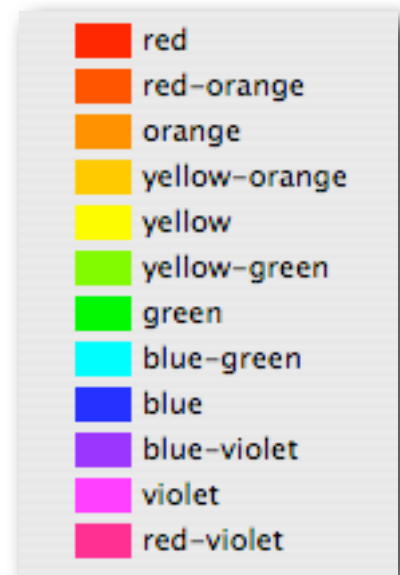 red
red-orange
orange
yellow-orange
yellow
yellow-green
green
blue-green
blue
blue-violet
violet
red-violet